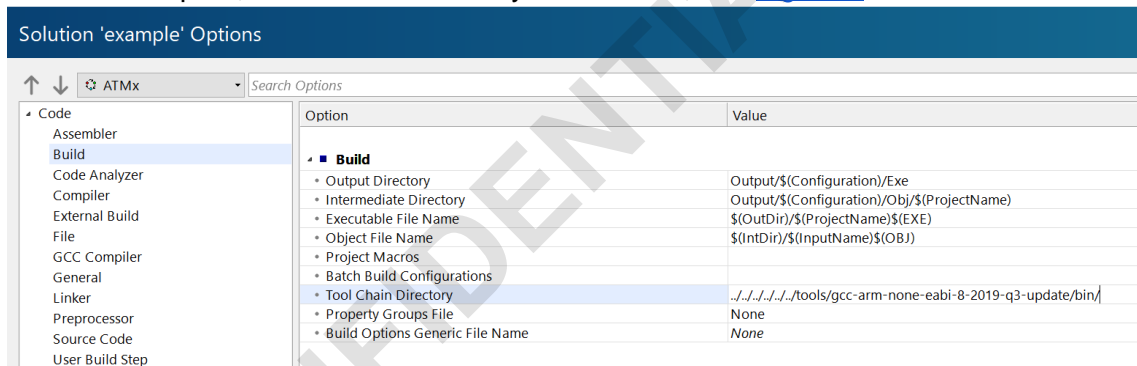 Solution 'example' Options
ATMx
Search Options
Code
Assembler
Build
Code Analyzer
Compiler
External Build
File
GCC Compiler
General
Linker
Preprocessor
Source Code
User Build Step
Option Value
Build
Output Directory Output/$(Configuration)/Exe
Intermediate Directory Output/$(Configuration)/Obj/$(ProjectName)
Executable File Name $(OutDir)/$(ProjectName)$(EXE)
Object File Name $(IntDir)/$(InputName)$(OBJ)
Project Macros
Batch Build Configurations
Tool Chain Directory ../../../../../../tools/gcc-arm-none-eabi-8-2019-q3-update/bin/
Property Groups File None
Build Options Generic File Name None